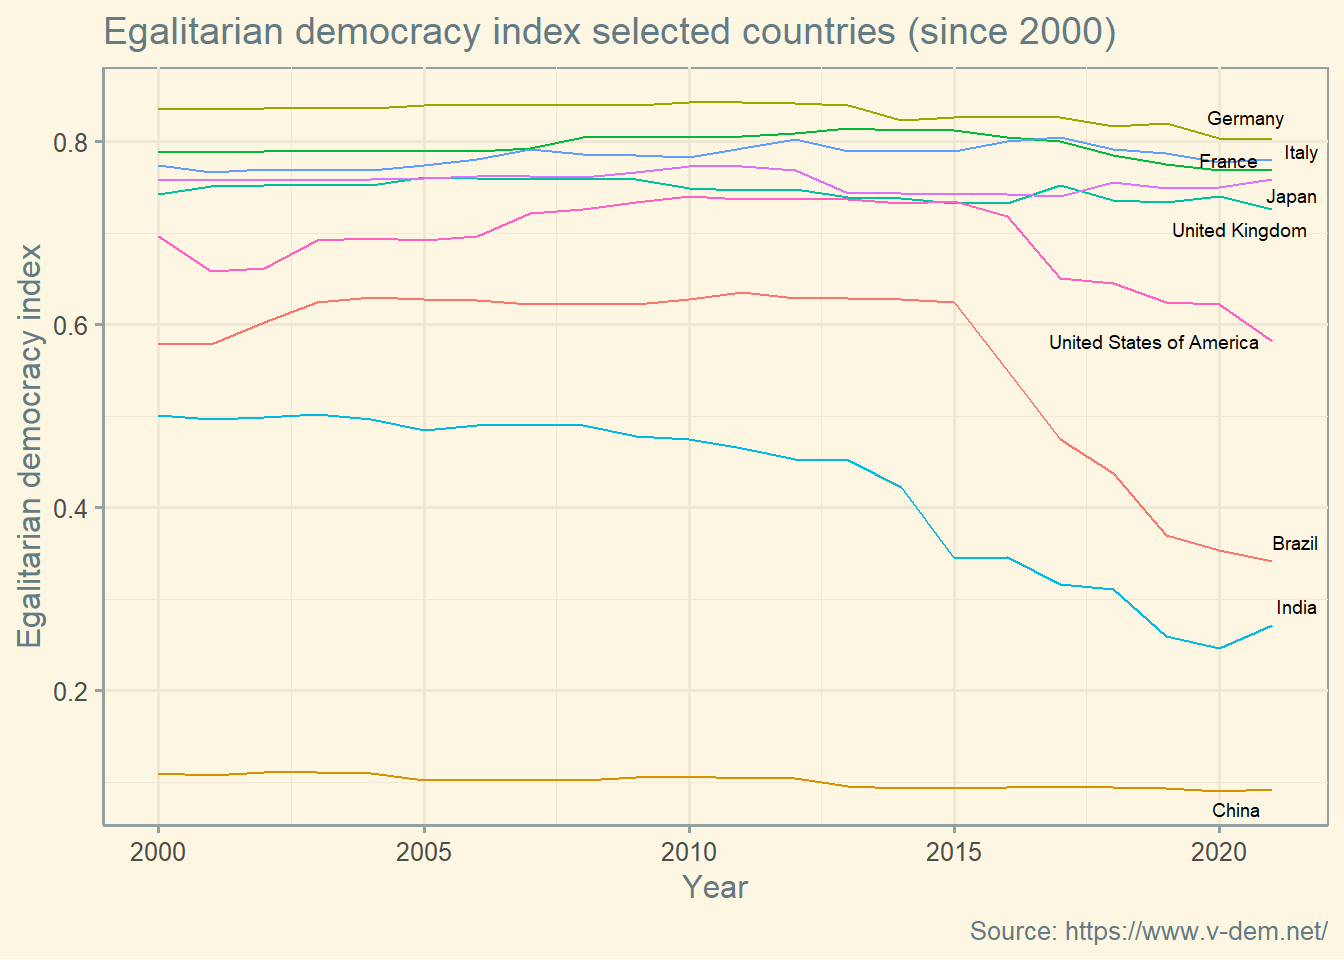 Egalitarian democracy index selected countries (since 2000)
Egalitarian democracy index
0.8
0.6
0.4
0.2
Germany
Italy
France
Japan
United Kingdom
United States of America
Brazil
India
China
2000 2005 2010 2015 2020
Year
Source: https://www.v-dem.net/